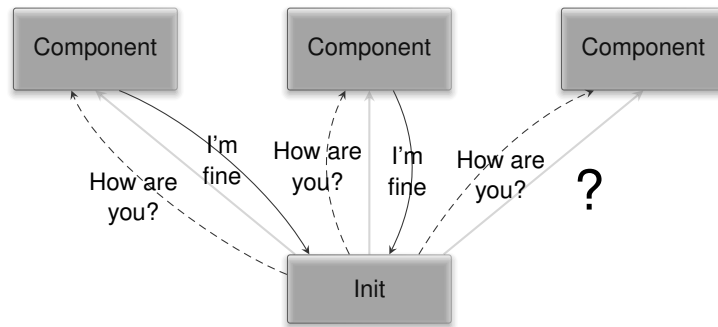 Component
Component
Component
I'm
fine
How are
you?
How are
you?
I'm
fine
How are
you?
?
Init